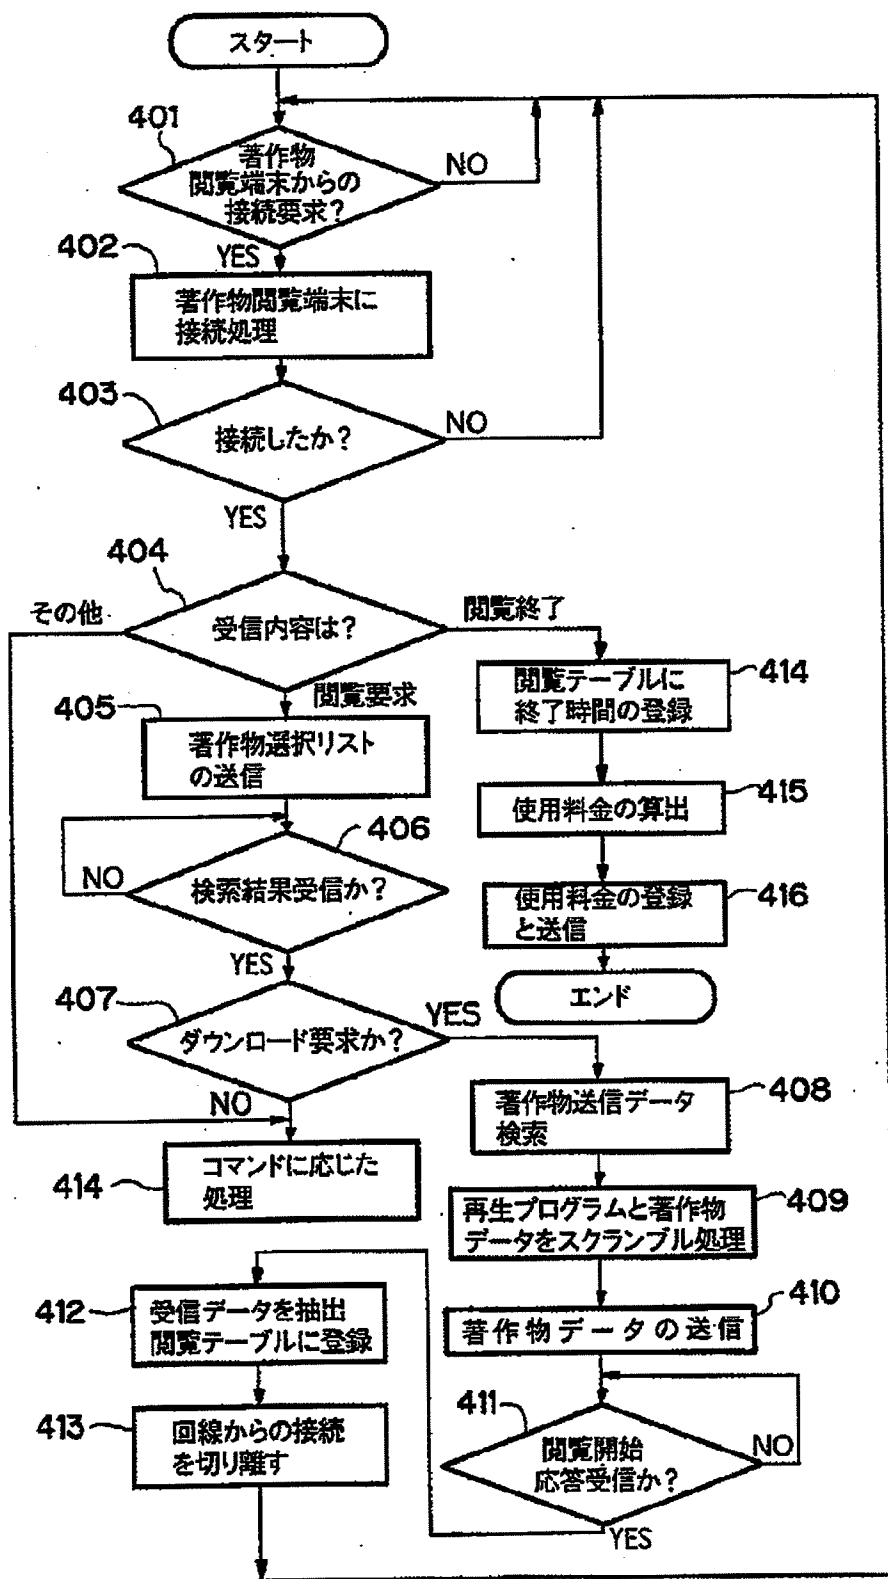 スタート
401
著作物
閲覧端末からの
接続要求?
NO
YES
402
著作物閲覧端末に
接続処理
403
接続したか?
NO
YES
404
受信内容は?
その他
閲覧終了
閲覧要求
414
閲覧テーブルに
終了時間の登録
405
著作物選択リスト
の送信
415
使用料金の算出
406
検索結果受信か?
NO
YES
416
使用料金の登録
と送信
エンド
407
ダウンロード要求か?
YES
NO
408
著作物送信データ
検索
414
コマンドに応じた
処理
409
再生プログラムと著作物
データをスクランブル処理
410
著作物データの送信
411
閲覧開始
応答受信か?
NO
YES
412
受信データを抽出
閲覧テーブルに登録
413
回線からの接続
を切り離す